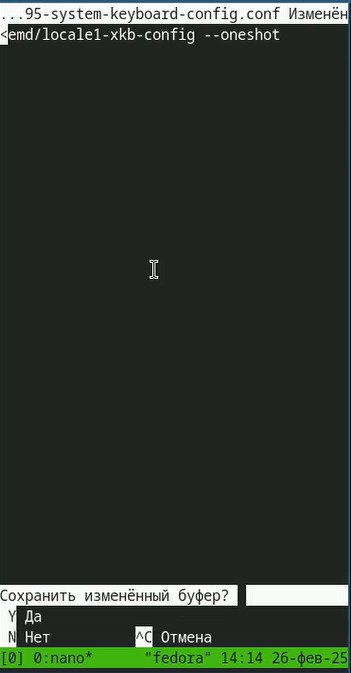 ...95-system-keyboard-config.conf Изменён
<emd/locale1-xkb-config --oneshot
Сохранить изменённый буфер?
Y Да
N Нет ^C Отмена
[0] 0:nano* "fedora" 14:14 26-фев-25